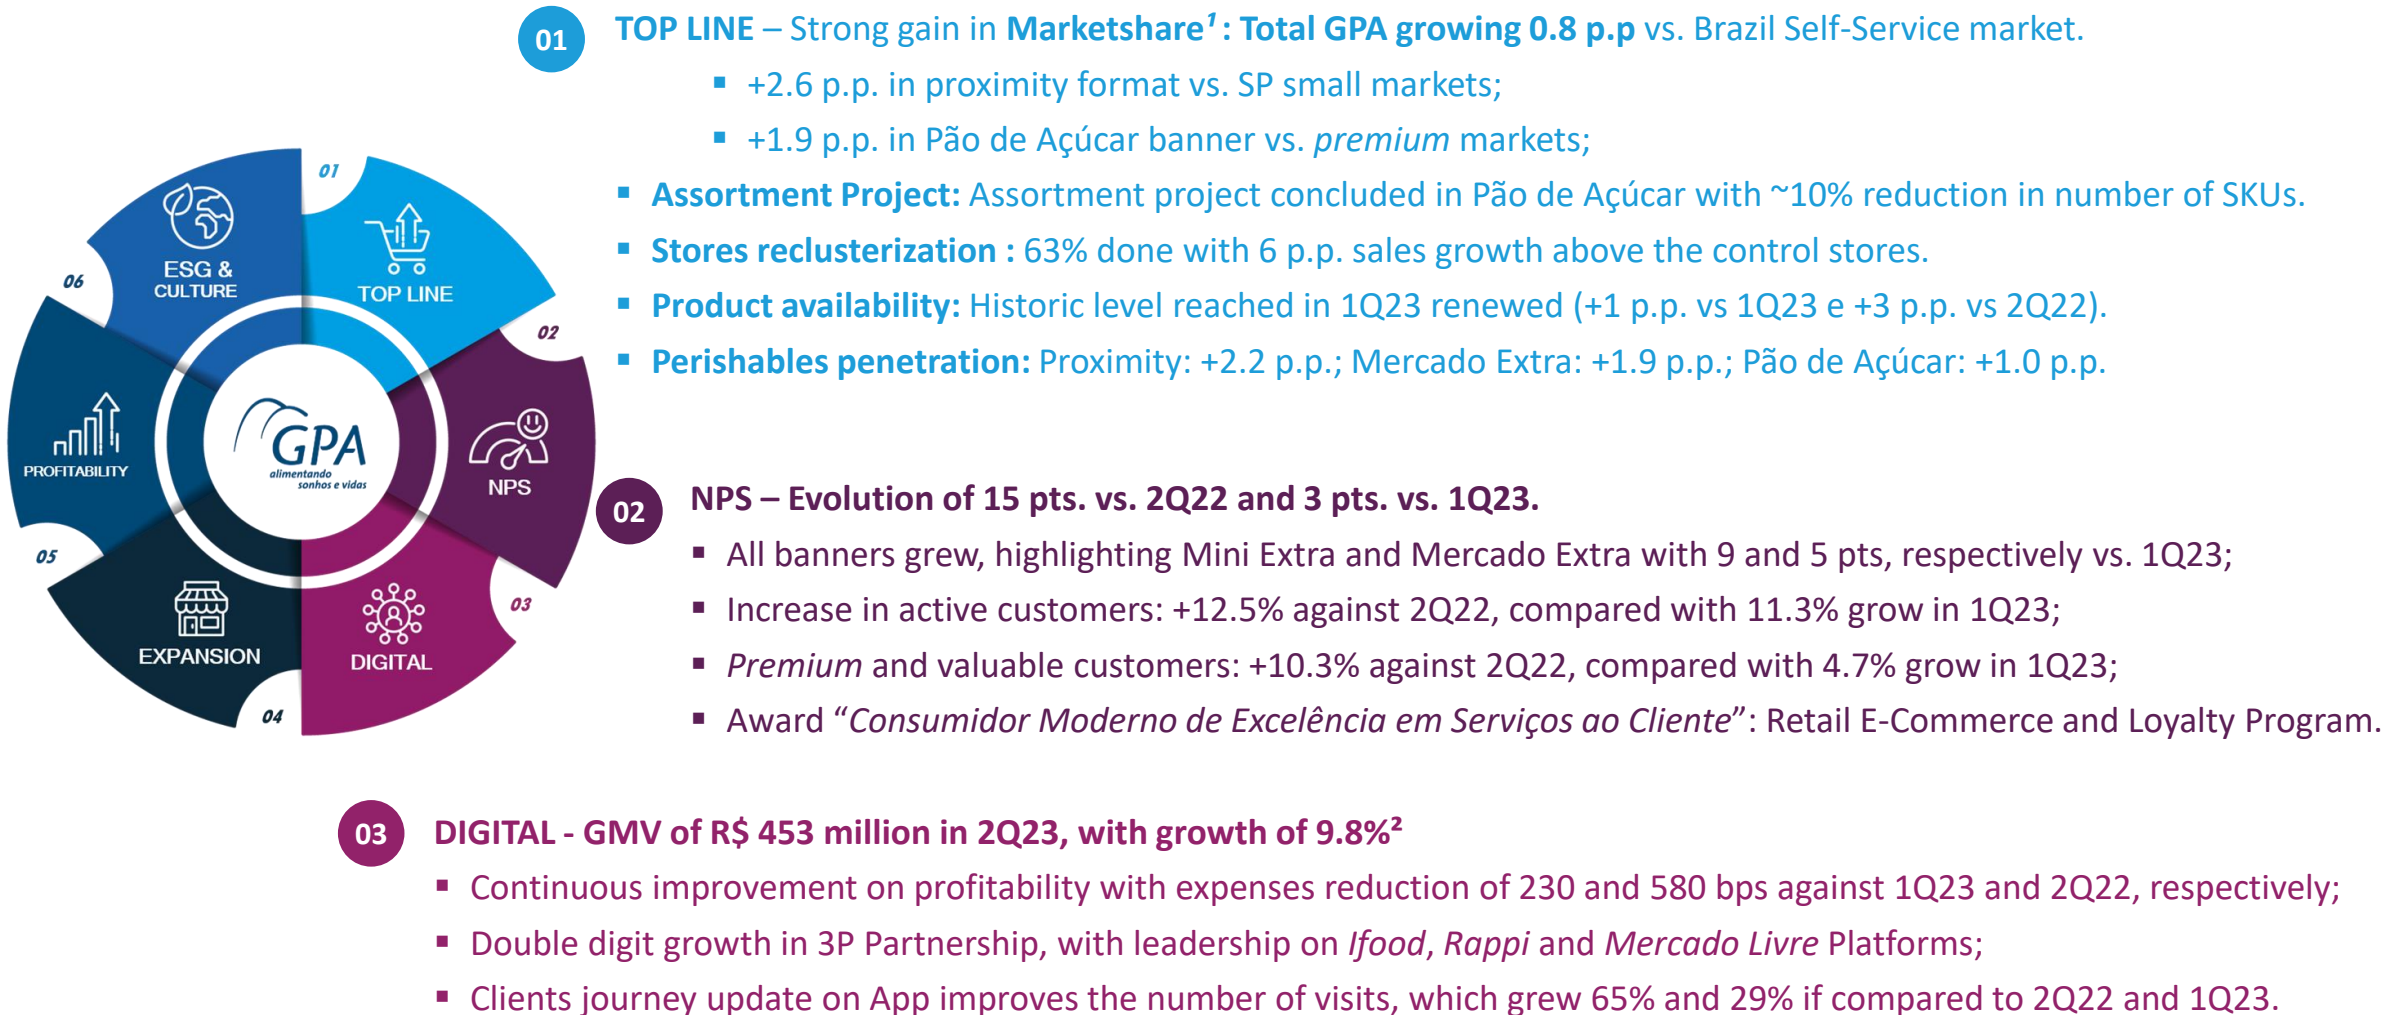 01 TOP LINE – Strong gain in Marketshare¹ : Total GPA growing 0.8 p.p vs. Brazil Self-Service market.
▪ +2.6 p.p. in proximity format vs. SP small markets;
▪ +1.9 p.p. in Pão de Açúcar banner vs. premium markets;
▪ Assortment Project: Assortment project concluded in Pão de Açúcar with ~10% reduction in number of SKUs.
▪ Stores reclusterization : 63% done with 6 p.p. sales growth above the control stores.
▪ Product availability: Historic level reached in 1Q23 renewed (+1 p.p. vs 1Q23 e +3 p.p. vs 2Q22).
▪ Perishables penetration: Proximity: +2.2 p.p.; Mercado Extra: +1.9 p.p.; Pão de Açúcar: +1.0 p.p.
01
TOP LINE
02
NPS
03
DIGITAL
04
EXPANSION
05
PROFITABILITY
06
ESG &
CULTURE
GPA
alimentando
sonhos e vidas
02 NPS – Evolution of 15 pts. vs. 2Q22 and 3 pts. vs. 1Q23.
▪ All banners grew, highlighting Mini Extra and Mercado Extra with 9 and 5 pts, respectively vs. 1Q23;
▪ Increase in active customers: +12.5% against 2Q22, compared with 11.3% grow in 1Q23;
▪ Premium and valuable customers: +10.3% against 2Q22, compared with 4.7% grow in 1Q23;
▪ Award “Consumidor Moderno de Excelência em Serviços ao Cliente”: Retail E-Commerce and Loyalty Program.
03 DIGITAL - GMV of R$ 453 million in 2Q23, with growth of 9.8%²
▪ Continuous improvement on profitability with expenses reduction of 230 and 580 bps against 1Q23 and 2Q22, respectively;
▪ Double digit growth in 3P Partnership, with leadership on Ifood, Rappi and Mercado Livre Platforms;
▪ Clients journey update on App improves the number of visits, which grew 65% and 29% if compared to 2Q22 and 1Q23.